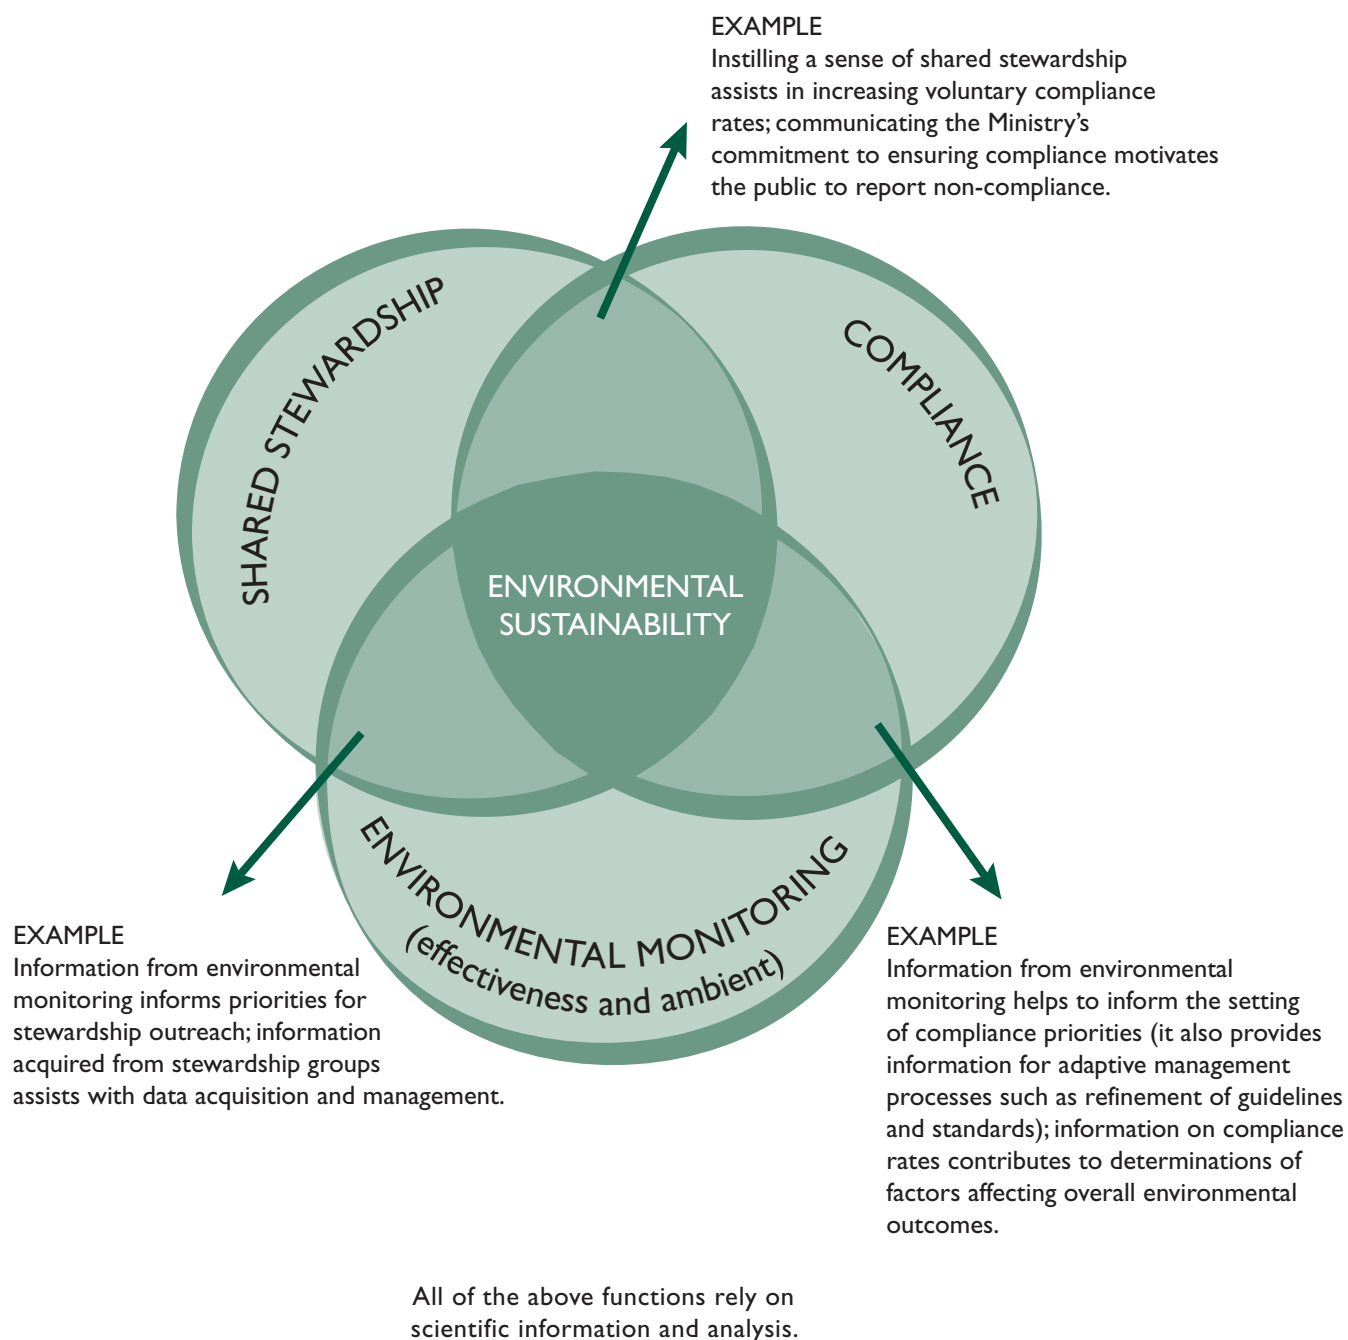 EXAMPLE
Instilling a sense of shared stewardship
assists in increasing voluntary compliance
rates; communicating the Ministry’s
commitment to ensuring compliance motivates
the public to report non-compliance.
SHARED STEWARDSHIP
COMPLIANCE
ENVIRONMENTAL
SUSTAINABILITY
ENVIRONMENTAL MONITORING
(effectiveness and ambient)
EXAMPLE
Information from environmental
monitoring informs priorities for
stewardship outreach; information
acquired from stewardship groups
assists with data acquisition and management.
EXAMPLE
Information from environmental
monitoring helps to inform the setting
of compliance priorities (it also provides
information for adaptive management
processes such as refinement of guidelines
and standards); information on compliance
rates contributes to determinations of
factors affecting overall environmental
outcomes.
All of the above functions rely on
scientific information and analysis.